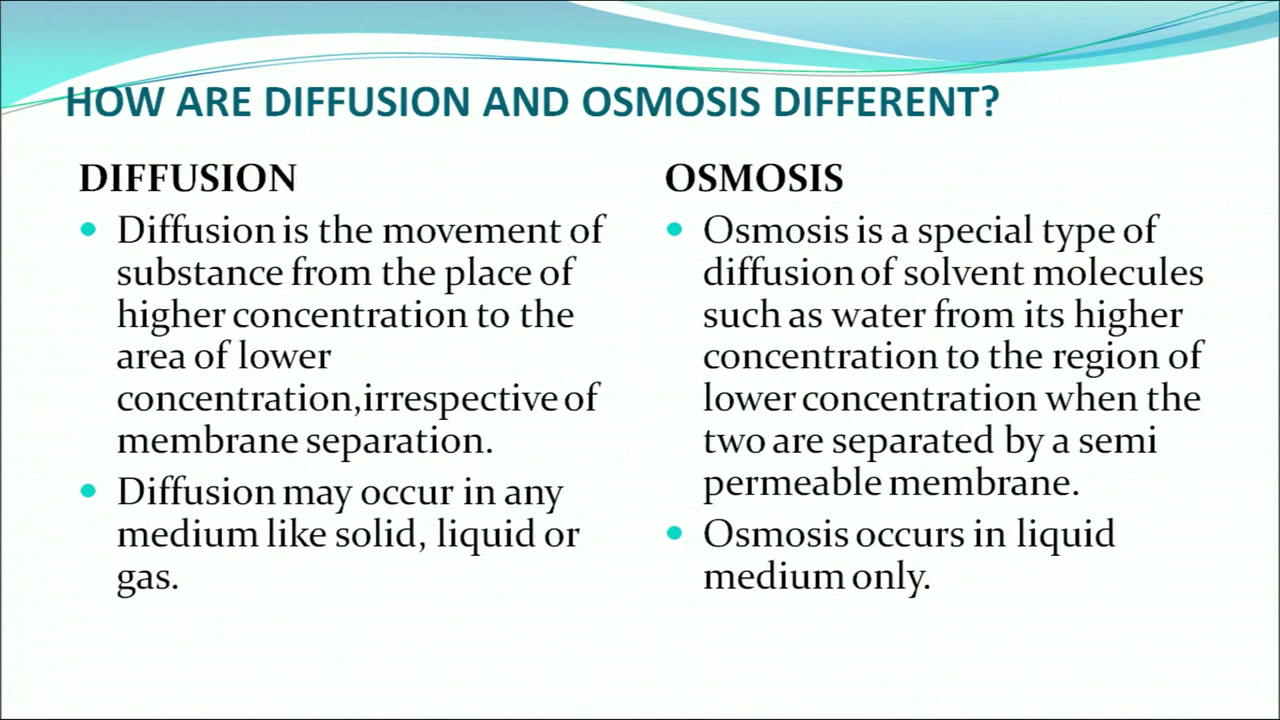 HOW ARE DIFFUSION AND OSMOSIS DIFFERENT?
DIFFUSION
• Diffusion is the movement of
substance from the place of
higher concentration to the
area of lower
concentration,irrespective of
membrane separation.
• Diffusion may occur in any
medium like solid, liquid or
gas.
OSMOSIS
• Osmosis is a special type of
diffusion of solvent molecules
such as water from its higher
concentration to the region of
lower concentration when the
two are separated by a semi
permeable membrane.
• Osmosis occurs in liquid
medium only.